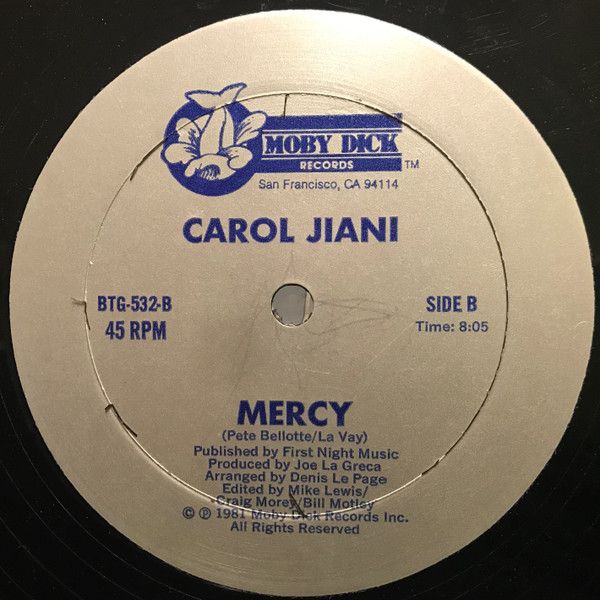 MOBY DICK
RECORDS
TM
San Francisco, CA 94114
CAROL JIANI
BTG-532-B
45 RPM
SIDE B
Time: 8:05
MERCY
(Pete Bellotte/La Vay)
Published by First Night Music
Produced by Joe La Greca
Arranged by Denis Le Page
Edited by Mike Lewis/
Craig Morey/Bill Motley
© ℗ 1981 Moby Dick Records Inc.
All Rights Reserved